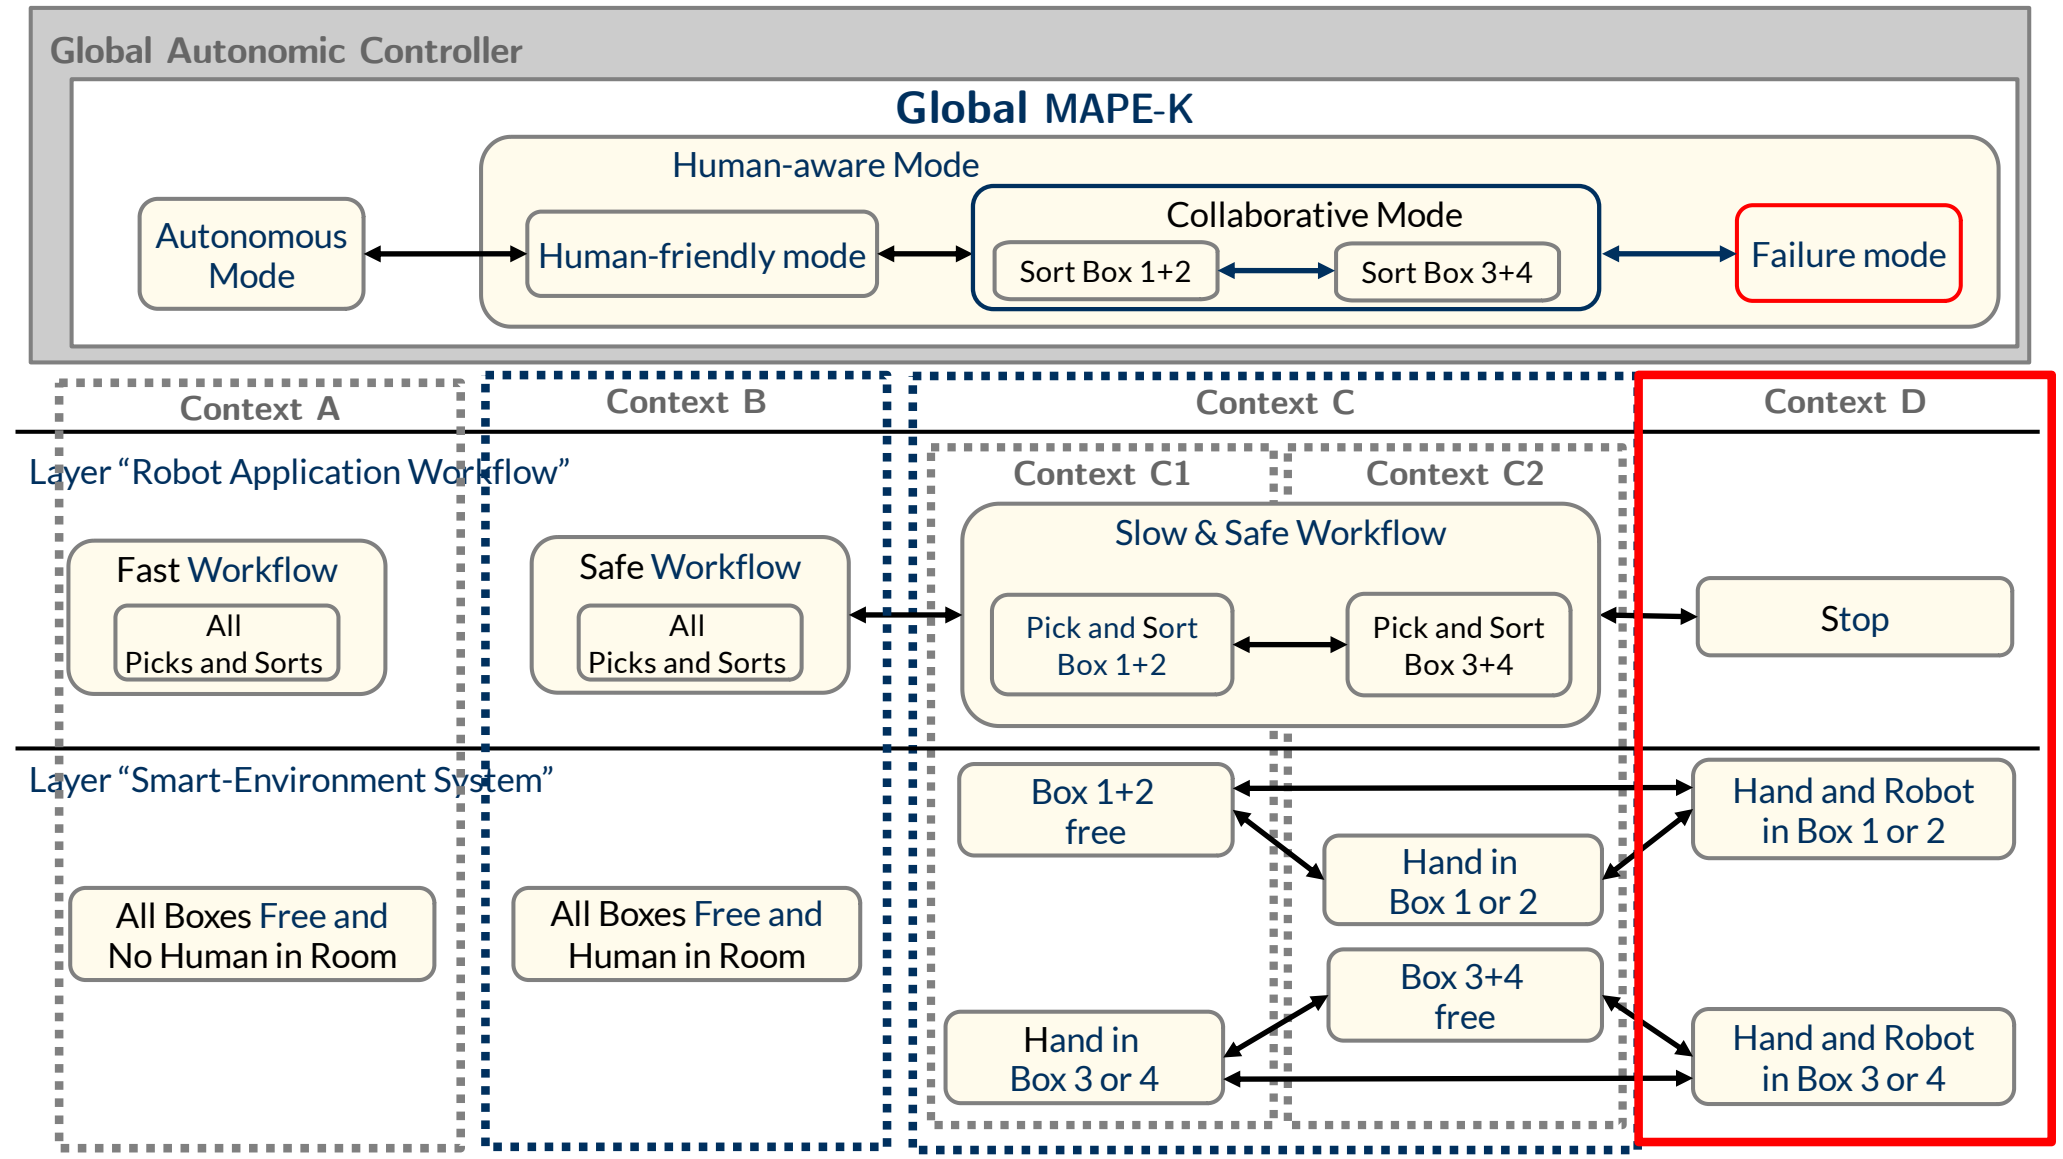 Global Autonomic Controller
Global MAPE-K
Human-aware Mode
Autonomous
Mode
Human-friendly mode
Collaborative Mode
Sort Box 1+2
Sort Box 3+4
Failure mode
Context A
Context B
Context C
Context D
Layer “Robot Application Workflow”
Context C1
Context C2
Fast Workflow
All
Picks and Sorts
Safe Workflow
All
Picks and Sorts
Slow & Safe Workflow
Pick and Sort
Box 1+2
Pick and Sort
Box 3+4
Stop
Layer “Smart-Environment System”
All Boxes Free and
No Human in Room
All Boxes Free and
Human in Room
Box 1+2
free
Hand in
Box 1 or 2
Hand and Robot
in Box 1 or 2
Box 3+4
free
Hand in
Box 3 or 4
Hand and Robot
in Box 3 or 4